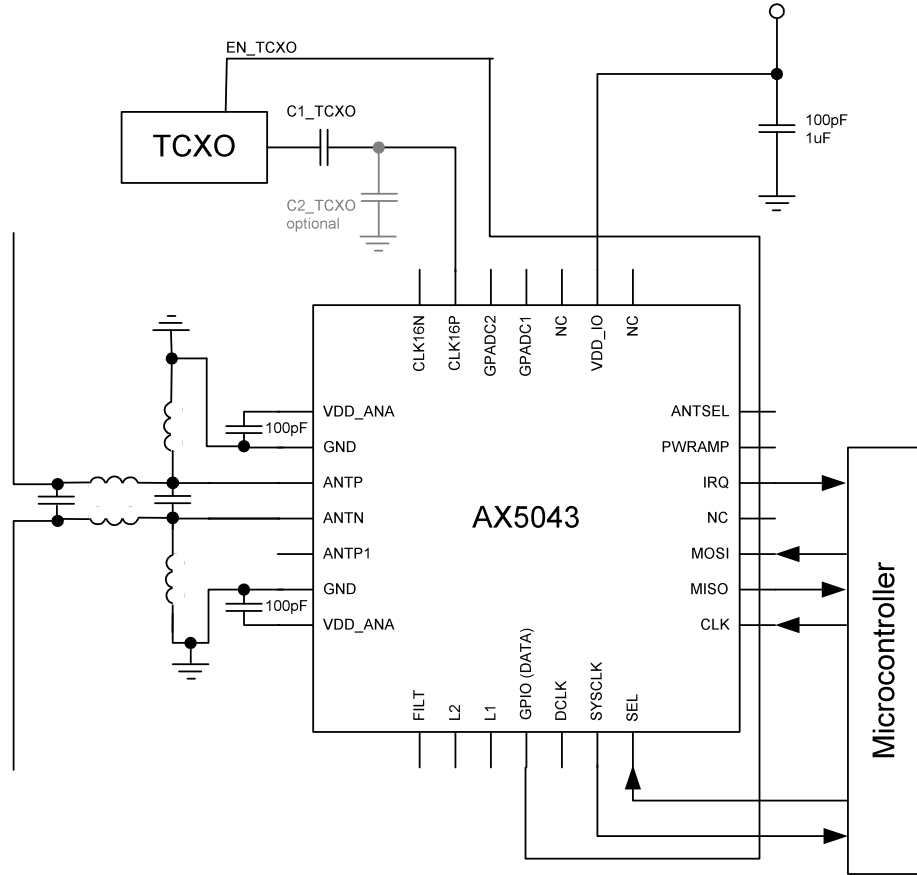 EN_TCXO
C1_TCXO
TCXO
100pF
1uF
C2_TCXO
optional
CLK16N
CLK16P
GPADC2
GPADC1
NC
VDD_IO
NC
VDD_ANA
ANTSEL
100pF
GND
PWRAMP
ANTP
IRQ
ANTN
AX5043
NC
ANTP1
MOSI
GND
MISO
100pF
VDD_ANA
CLK
Microcontroller
FILT
L2
L1
GPIO (DATA)
DCLK
SYSCLK
SEL